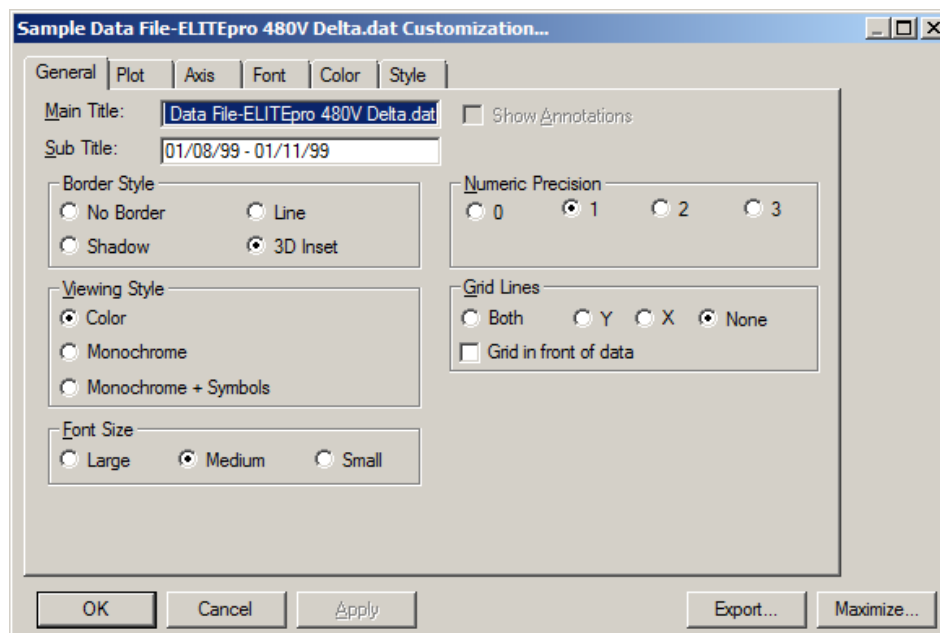 Sample Data File-ELITEpro 480V Delta.dat Customization...
General Plot Axis Font Color Style
Main Title: Data File-ELITEpro 480V Delta.dat Show Annotations
Sub Title: 01/08/99 - 01/11/99
Border Style
No Border Line
Shadow 3D Inset
Numeric Precision
0 1 2 3
Viewing Style
Color
Monochrome
Monochrome + Symbols
Grid Lines
Both Y X None
Grid in front of data
Font Size
Large Medium Small
OK Cancel Apply Export... Maximize...